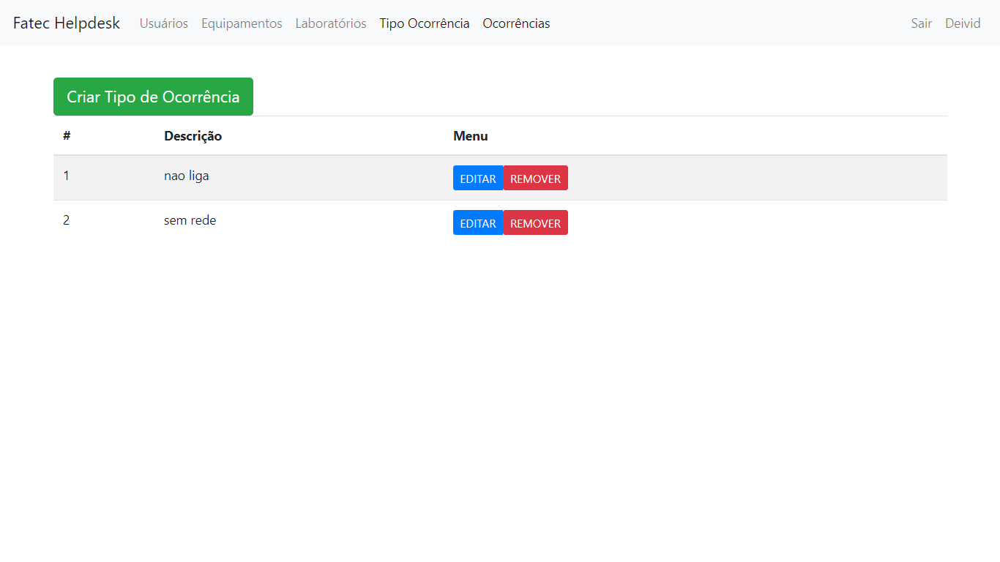 Fatec Helpdesk Usuários Equipamentos Laboratórios Tipo Ocorrência Ocorrências Sair Deivid
Criar Tipo de Ocorrência
# Descrição Menu
1 nao liga EDITAR REMOVER
2 sem rede EDITAR REMOVER